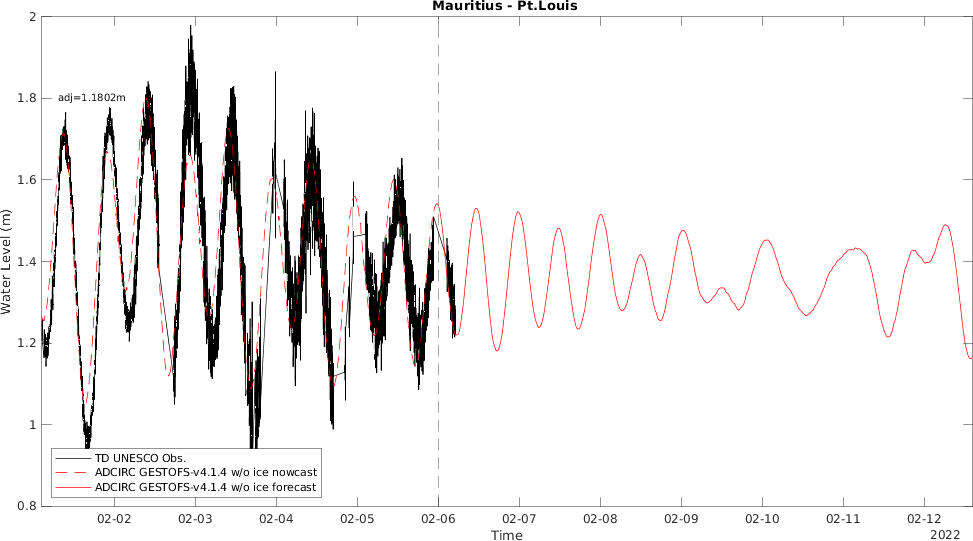 Mauritius - Pt.Louis
2
1.8
1.6
1.4
1.2
1
0.8
Water Level (m)
adj=1.1802m
TD UNESCO Obs.
ADCIRC GESTOFS-v4.1.4 w/o ice nowcast
ADCIRC GESTOFS-v4.1.4 w/o ice forecast
02-02 02-03 02-04 02-05 02-06 02-07 02-08 02-09 02-10 02-11 02-12
2022
Time